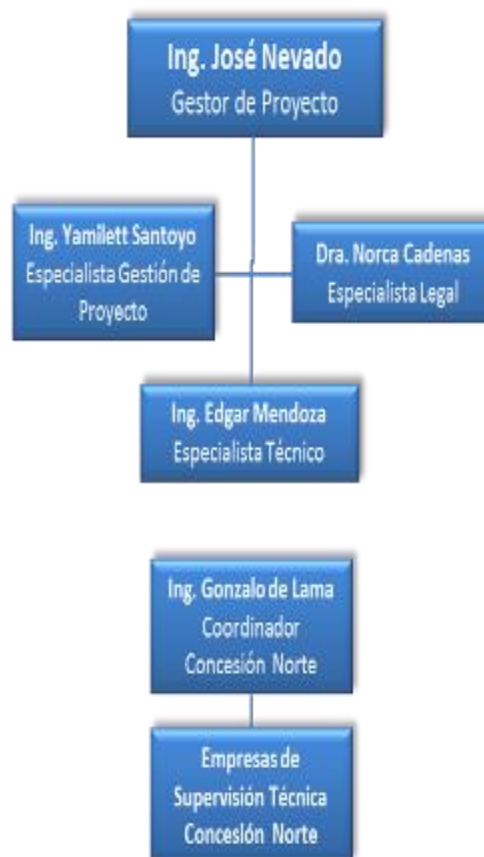 Ing. José Nevado
Gestor de Proyecto
Ing. Yamilett Santoyo
Especialista Gestión de
Proyecto
Dra. Norca Cadenas
Especialista Legal
Ing. Edgar Mendoza
Especialista Técnico
Ing. Gonzalo de Lama
Coordinador
Concesión Norte
Empresas de
Supervisión Técnica
Concesión Norte